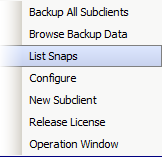 Backup All Subclients
Browse Backup Data
List Snaps
Configure
New Subclient
Release License
Operation Window